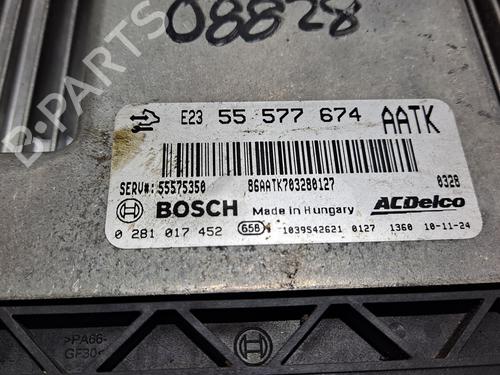 08828
B-PARTS
E23 55 577 674 AATK
SERV#:55575350 86AATK703280127 0328
BOSCH Made in Hungary ACDelco
0 281 017 452 658 1039S42621 0127 1360 10-11-24
>PA66-
GF30<